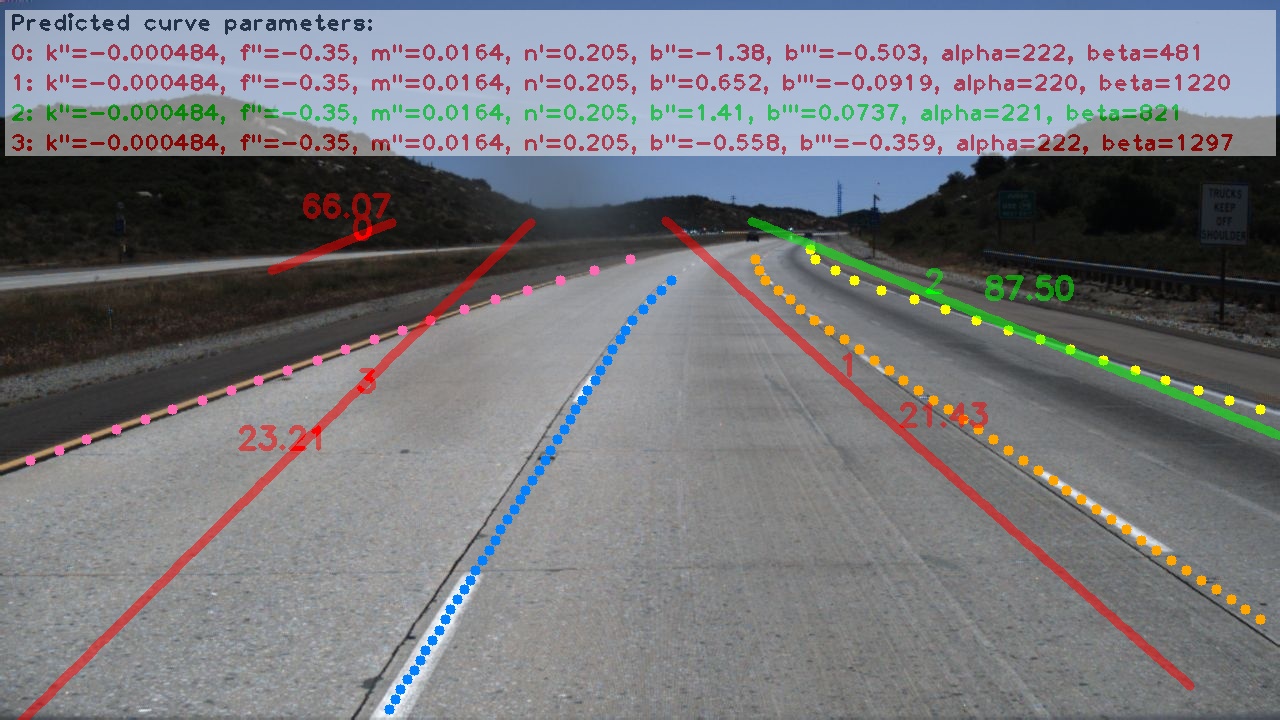 Predicted curve parameters:
0: k''=-0.000484, f''=-0.35, m''=0.0164, n'=0.205, b''=-1.38, b'''=-0.503, alpha=222, beta=481
1: k''=-0.000484, f''=-0.35, m''=0.0164, n'=0.205, b''=0.652, b'''=-0.0919, alpha=220, beta=1220
2: k''=-0.000484, f''=-0.35, m''=0.0164, n'=0.205, b''=1.41, b'''=0.0737, alpha=221, beta=821
3: k''=-0.000484, f''=-0.35, m''=0.0164, n'=0.205, b''=-0.558, b'''=-0.359, alpha=222, beta=1297
66.07
0
TRUCKS
KEEP
OFF
SHOULDER
2 87.50
3
1
23.21
21.43